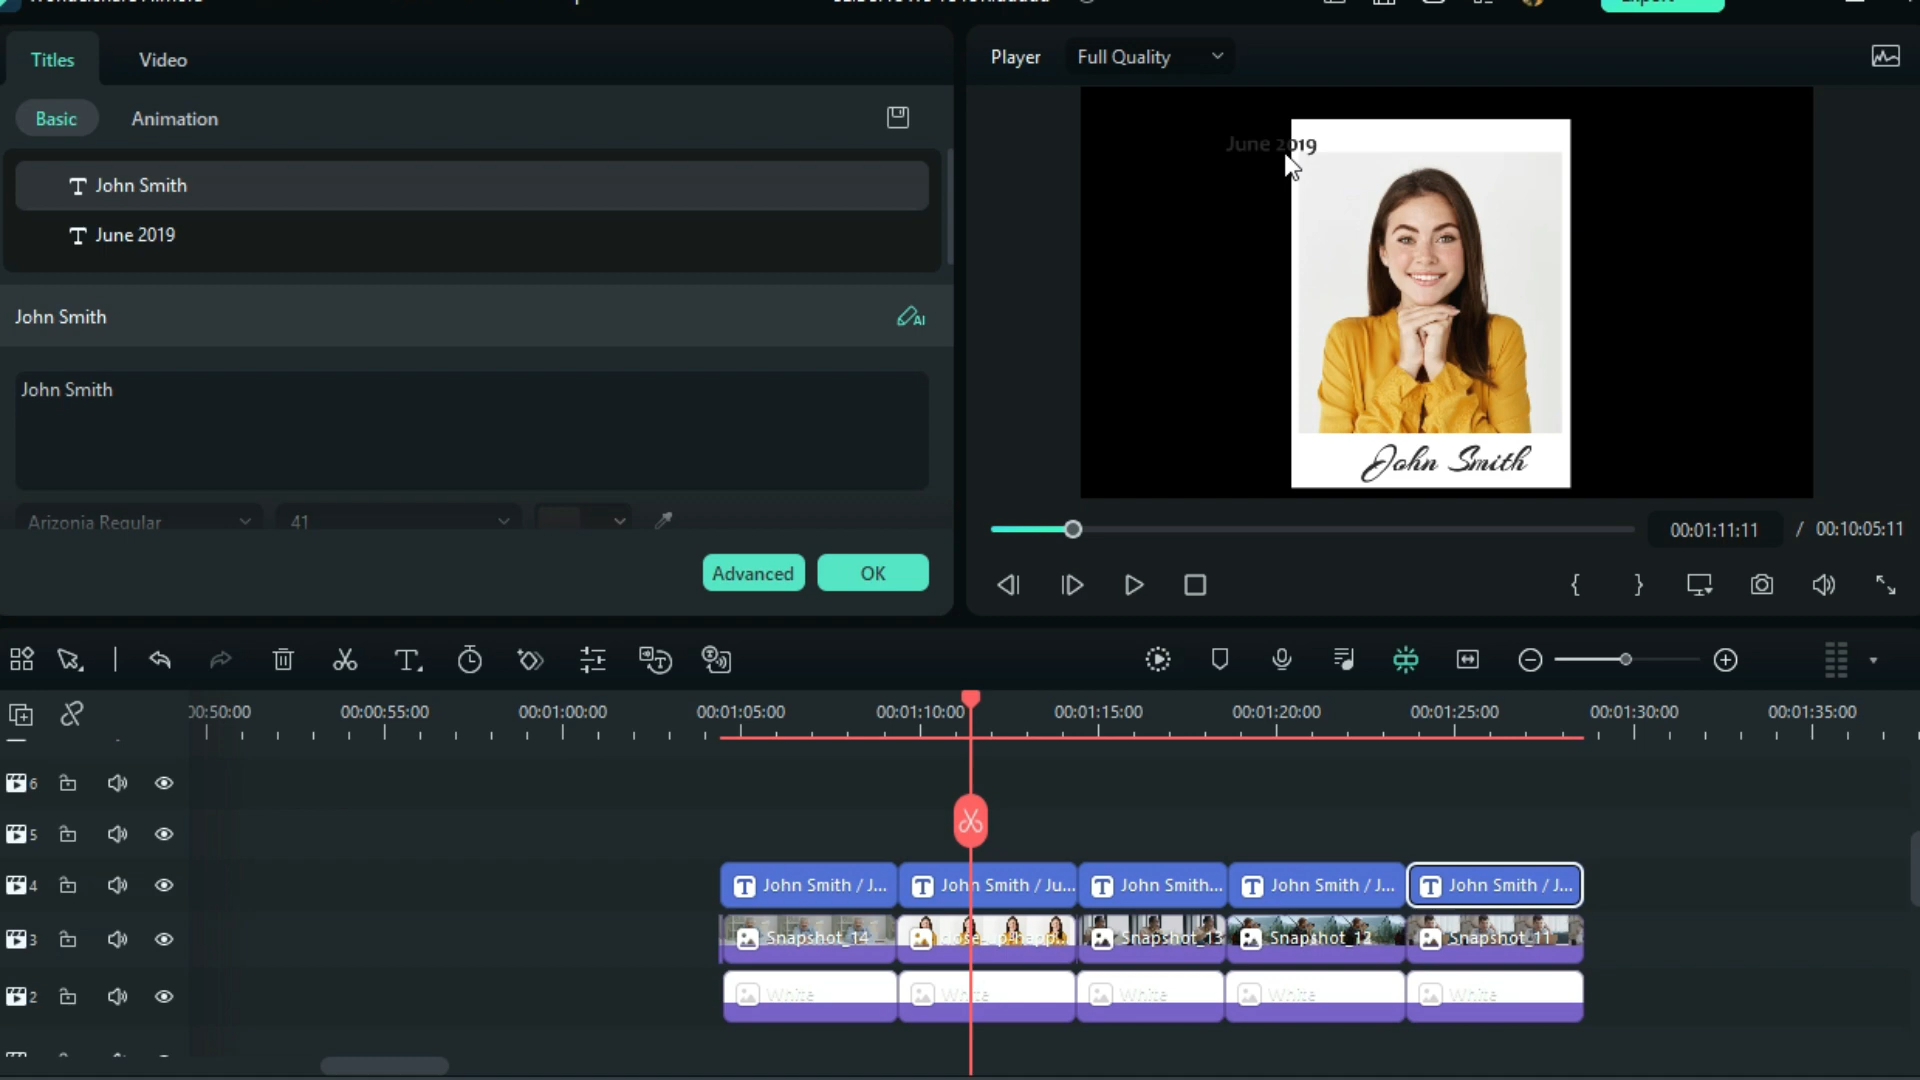 Titles
Video
Player
Full Quality
Basic
Animation
John Smith
June 2019
John Smith
AI
John Smith
Arizonia Regular
41
Advanced
OK
June 2019
John Smith
00:01:11:11
/
00:10:05:11
{
}
00:50:00
00:00:55:00
00:01:00:00
00:01:05:00
00:01:10:00
00:01:15:00
00:01:20:00
00:01:25:00
00:01:30:00
00:01:35:00
6
5
4
John Smith / J...
John Smith / Ju...
John Smith...
John Smith / J...
John Smith / J...
3
Snapshot_14
Snapshot_13
Snapshot_12
Snapshot_11
2
White
White
White
White
White